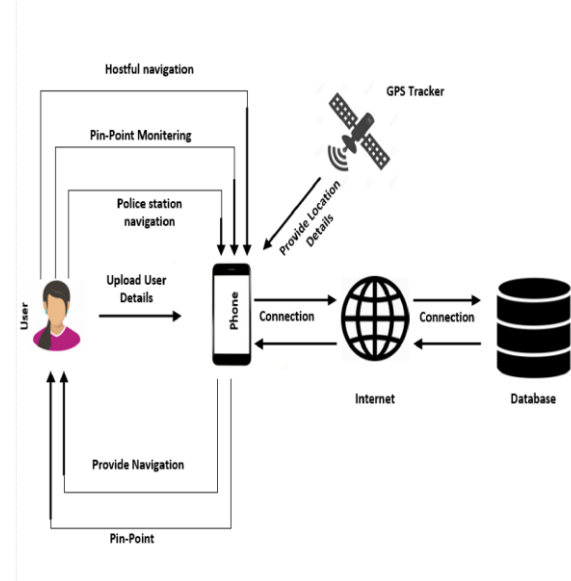 Hostful navigation
GPS Tracker
Pin-Point Monitering
Provide Location
Details
Police station
navigation
Upload User
Details
User
Phone
Connection
Connection
Internet
Database
Provide Navigation
Pin-Point